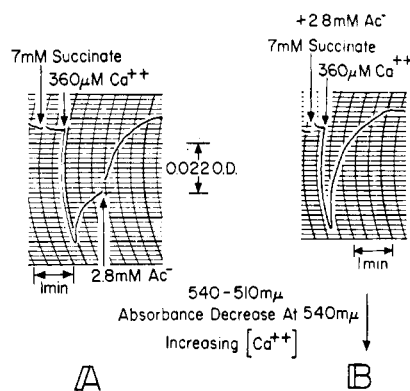 7mM Succinate
360μM Ca++
0.022 O.D.
1min
2.8mM Ac-
A
+2.8mM Ac-
7mM Succinate
360μM Ca++
1min
540-510mμ
Absorbance Decrease At 540mμ
Increasing [Ca++]
B